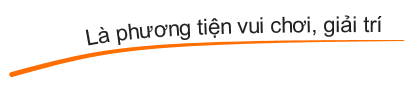 Là phương tiện vui chơi, giải trí